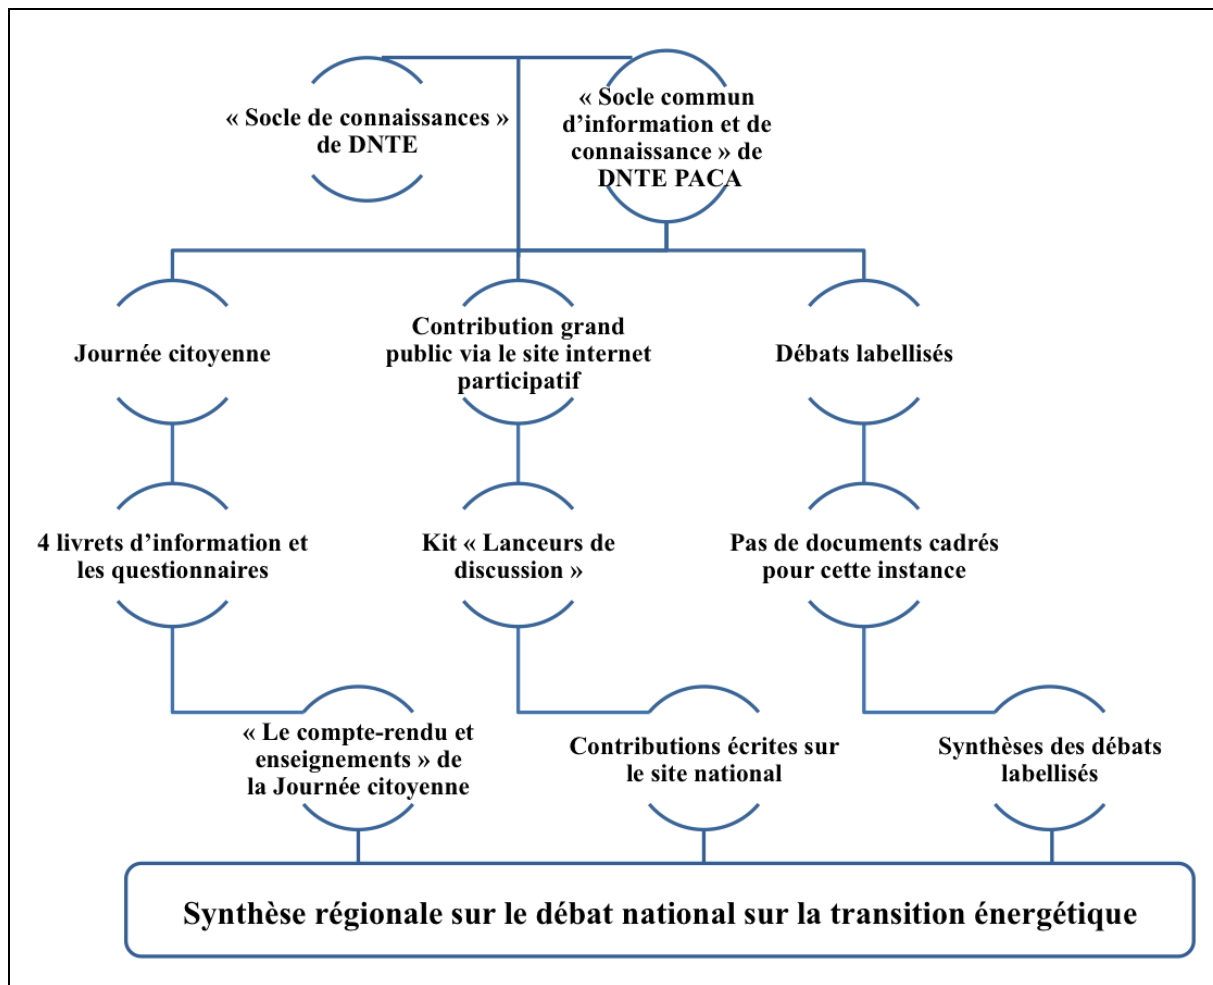 « Socle de connaissances »
de DNTE
« Socle commun
d’information et de
connaissance » de
DNTE PACA
Journée citoyenne
Contribution grand
public via le site internet
participatif
Débats labellisés
4 livrets d’information et
les questionnaires
Kit « Lanceurs de
discussion »
Pas de documents cadrés
pour cette instance
« Le compte-rendu et
enseignements » de
la Journée citoyenne
Contributions écrites sur
le site national
Synthèses des débats
labellisés
Synthèse régionale sur le débat national sur la transition énergétique